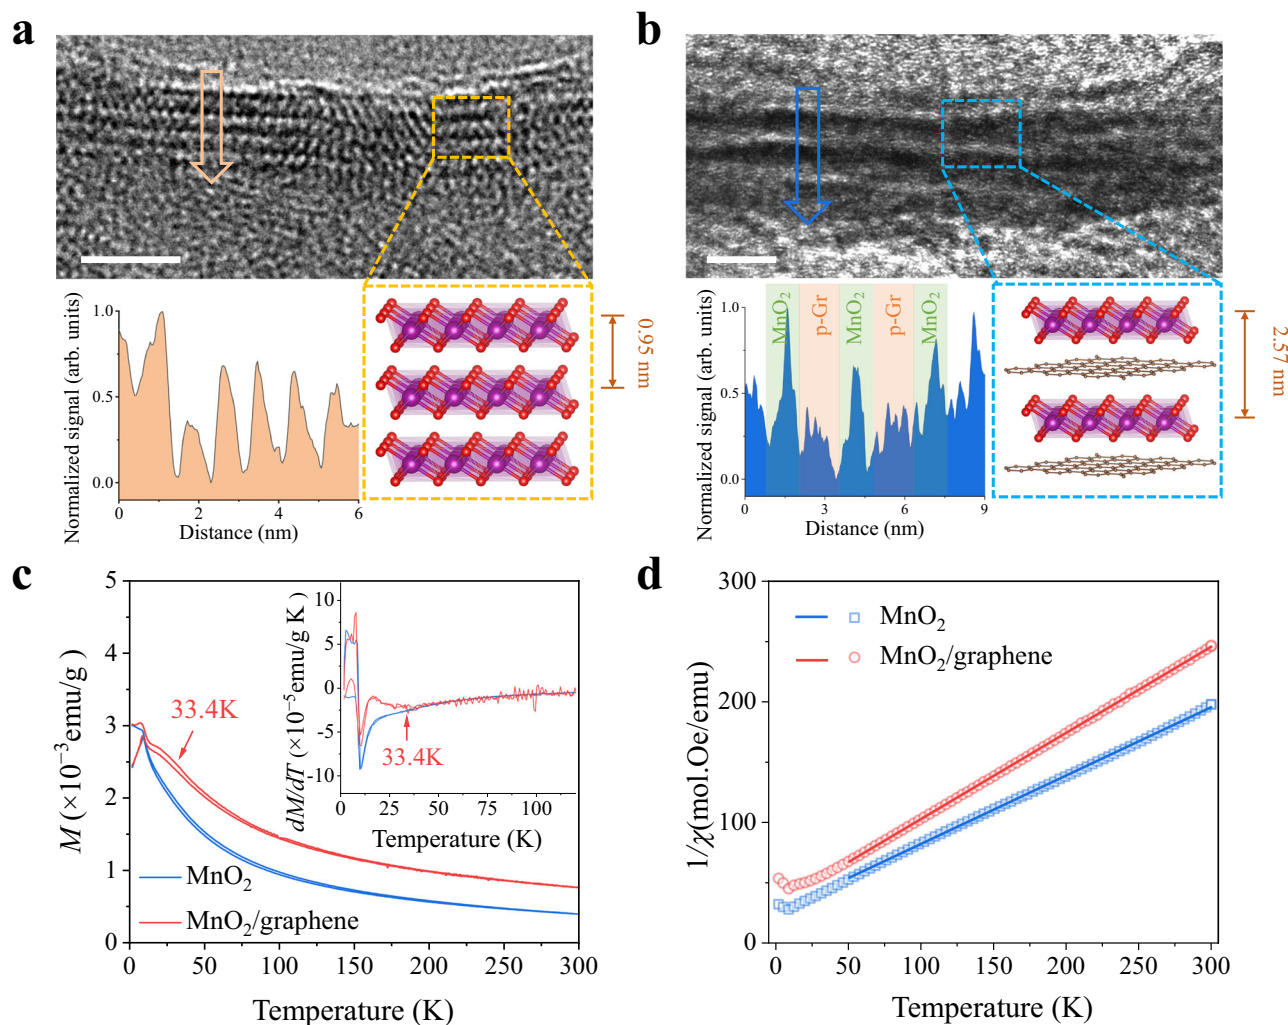 a
b
Normalized signal (arb. units)
1.0
0.5
0.0
0
2
4
6
Distance (nm)
0.95 nm
Normalized signal (arb. units)
1.0
0.5
0.0
MnO₂
p-Gr
MnO₂
p-Gr
MnO₂
0
3
6
9
Distance (nm)
2.57 nm
c
M (×10⁻³emu/g)
5
4
3
2
1
0
33.4K
MnO₂
MnO₂/graphene
0
50
100
150
200
250
300
Temperature (K)
dM/dT (×10⁻⁵emu/g K )
10
5
0
-5
-10
33.4K
0
25
50
75
100
Temperature (K)
d
1/χ(mol.Oe/emu)
300
200
100
0
MnO₂
MnO₂/graphene
0
50
100
150
200
250
300
Temperature (K)